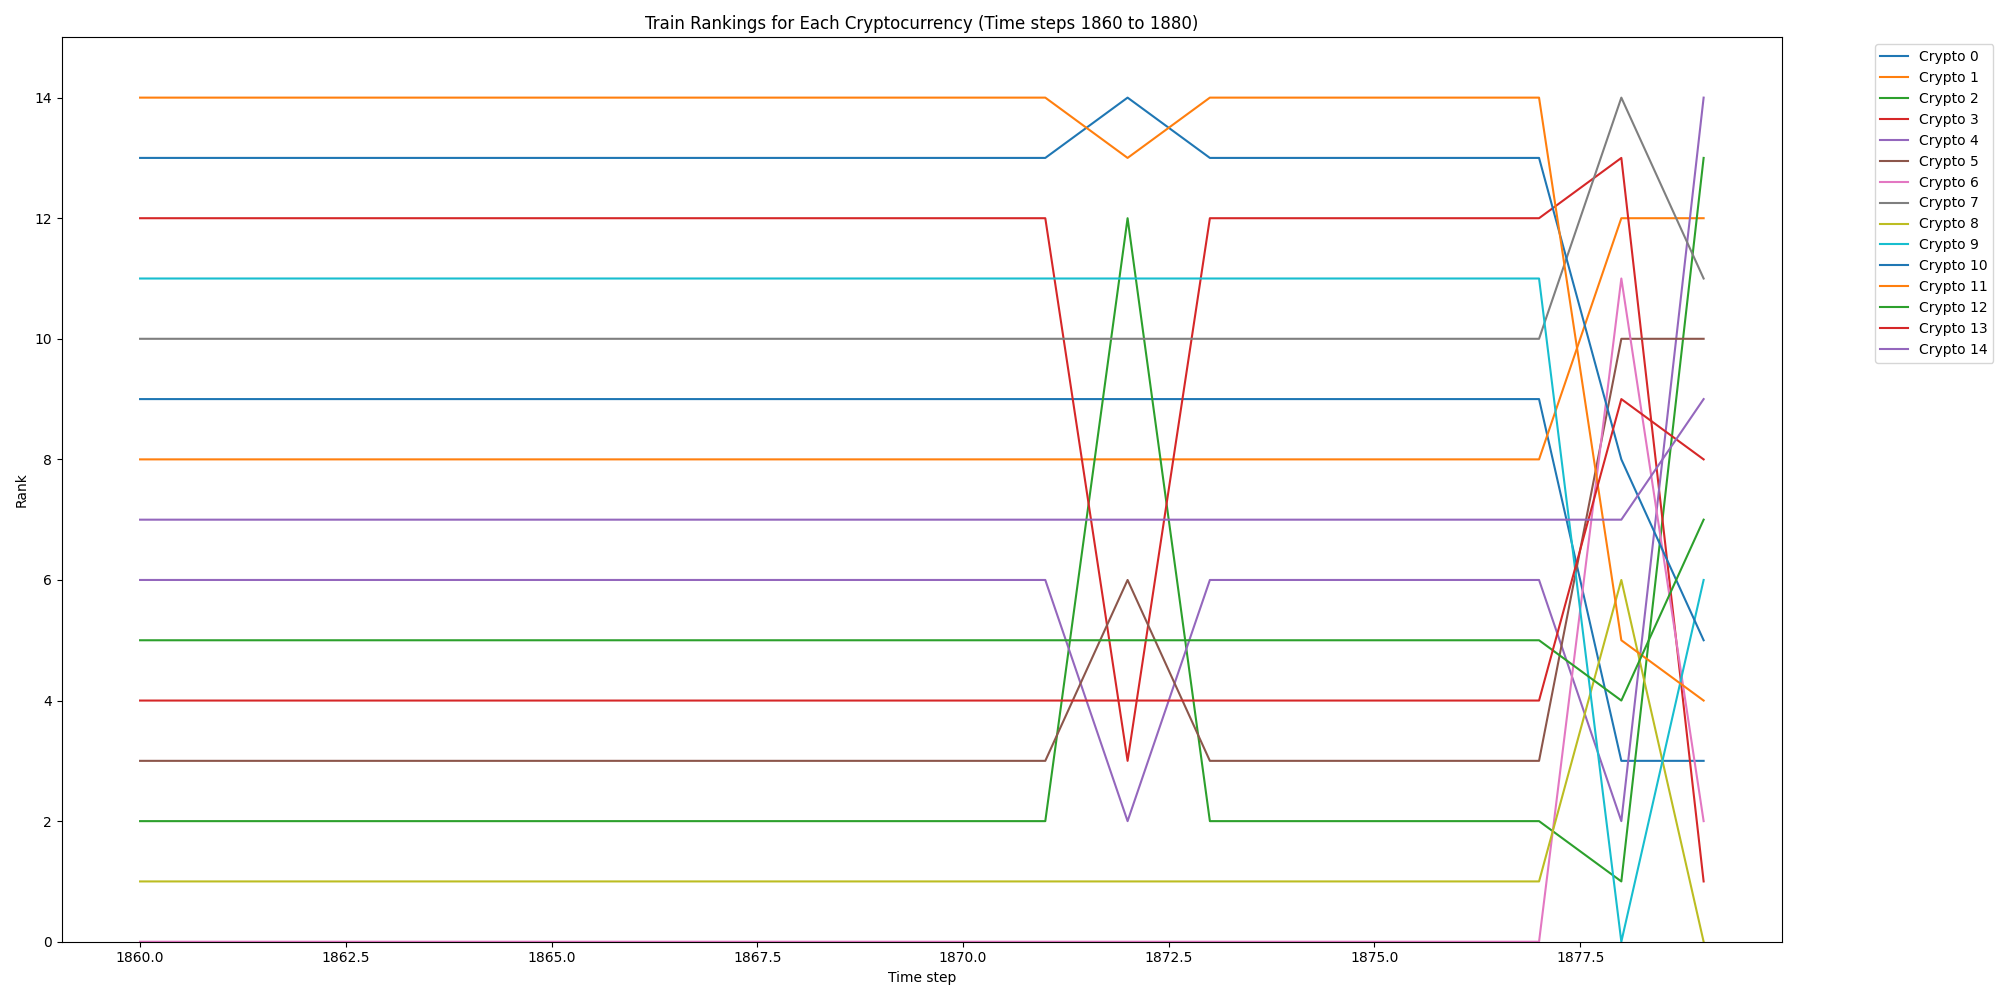 Train Rankings for Each Cryptocurrency (Time steps 1860 to 1880)
Rank
14
12
10
8
6
4
2
0
1860.0
1862.5
1865.0
1867.5
1870.0
1872.5
1875.0
1877.5
Time step
Crypto 0
Crypto 1
Crypto 2
Crypto 3
Crypto 4
Crypto 5
Crypto 6
Crypto 7
Crypto 8
Crypto 9
Crypto 10
Crypto 11
Crypto 12
Crypto 13
Crypto 14